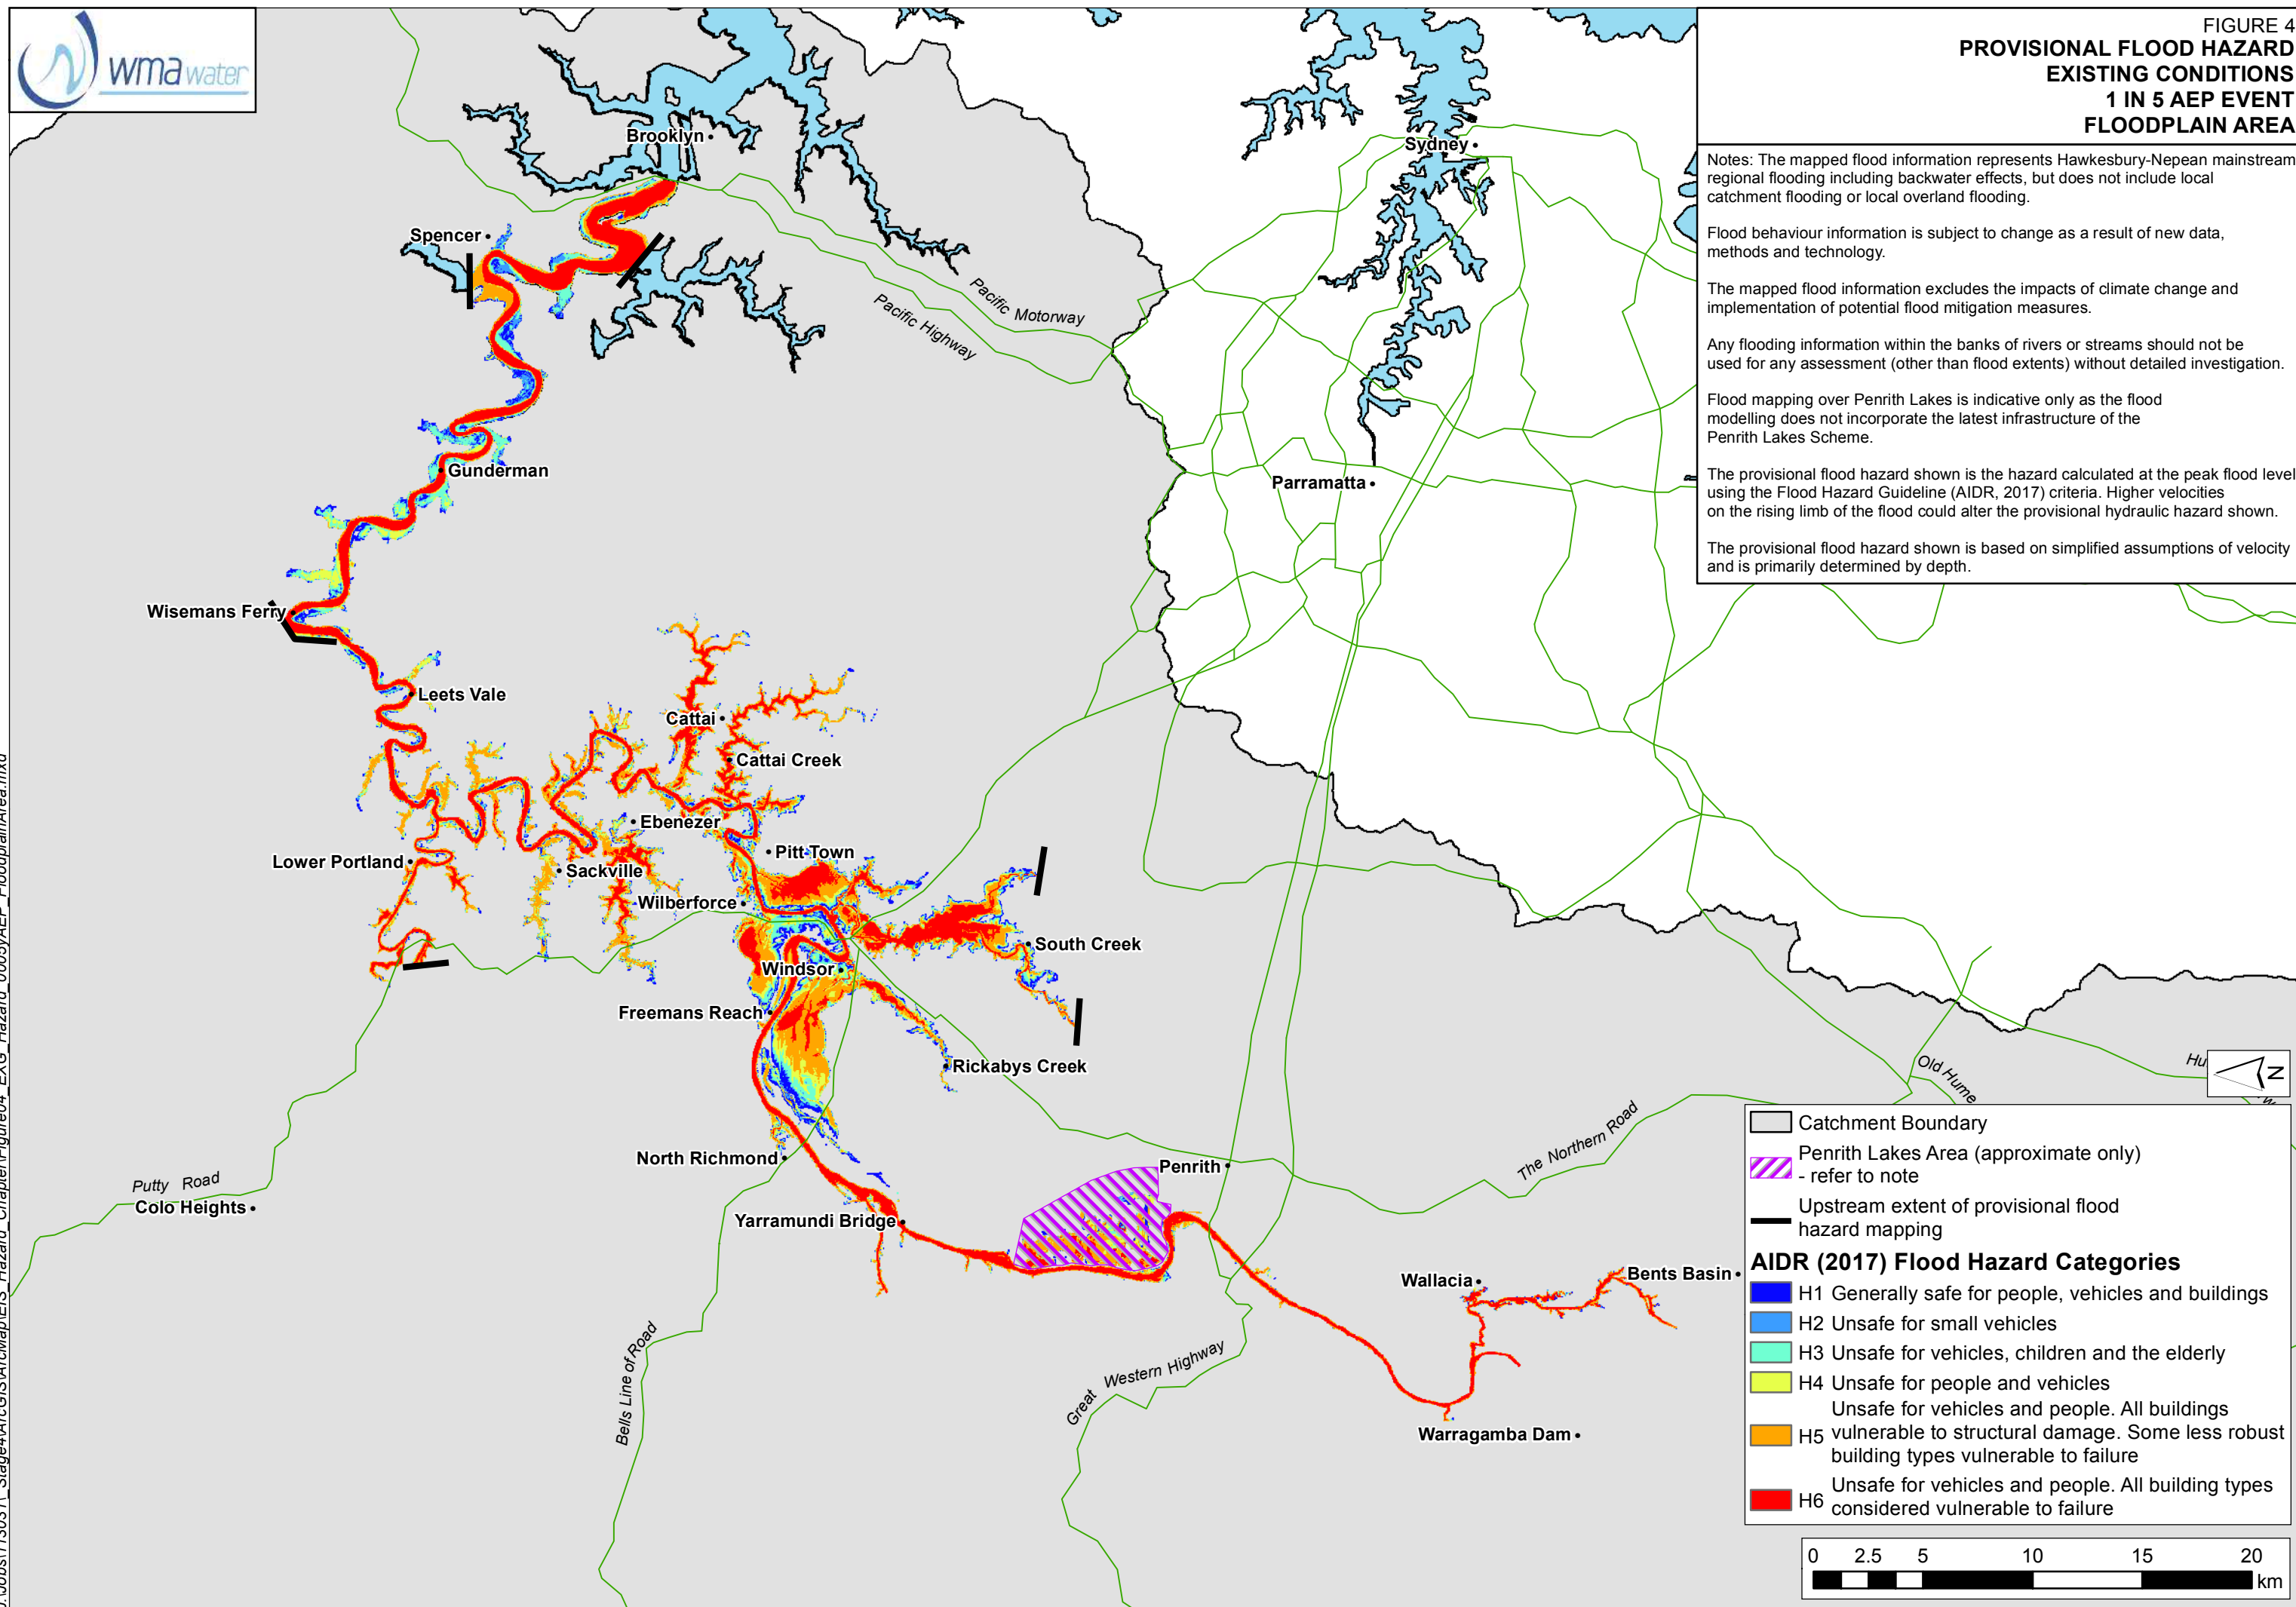 wmawater
FIGURE 4
PROVISIONAL FLOOD HAZARD
EXISTING CONDITIONS
1 IN 5 AEP EVENT
FLOODPLAIN AREA
Notes: The mapped flood information represents Hawkesbury-Nepean mainstream
regional flooding including backwater effects, but does not include local
catchment flooding or local overland flooding.
Flood behaviour information is subject to change as a result of new data,
methods and technology.
The mapped flood information excludes the impacts of climate change and
implementation of potential flood mitigation measures.
Any flooding information within the banks of rivers or streams should not be
used for any assessment (other than flood extents) without detailed investigation.
Flood mapping over Penrith Lakes is indicative only as the flood
modelling does not incorporate the latest infrastructure of the
Penrith Lakes Scheme.
The provisional flood hazard shown is the hazard calculated at the peak flood level
using the Flood Hazard Guideline (AIDR, 2017) criteria. Higher velocities
on the rising limb of the flood could alter the provisional hydraulic hazard shown.
The provisional flood hazard shown is based on simplified assumptions of velocity
and is primarily determined by depth.
Brooklyn
Sydney
Spencer
Pacific Motorway
Pacific Highway
Gunderman
Parramatta
Wisemans Ferry
Leets Vale
Cattai
Cattai Creek
Ebenezer
Pitt Town
Lower Portland
Sackville
Wilberforce
South Creek
Windsor
Freemans Reach
Rickabys Creek
Old Hume
Hu
N
North Richmond
The Northern Road
Penrith
Putty Road
Colo Heights
Yarramundi Bridge
Wallacia
Bents Basin
Bells Line of Road
Great Western Highway
Warragamba Dam
Catchment Boundary
Penrith Lakes Area (approximate only)
- refer to note
Upstream extent of provisional flood
hazard mapping
AIDR (2017) Flood Hazard Categories
H1 Generally safe for people, vehicles and buildings
H2 Unsafe for small vehicles
H3 Unsafe for vehicles, children and the elderly
H4 Unsafe for people and vehicles
H5 Unsafe for vehicles and people. All buildings
vulnerable to structural damage. Some less robust
building types vulnerable to failure
H6 Unsafe for vehicles and people. All building types
considered vulnerable to failure
0 2.5 5 10 15 20
km